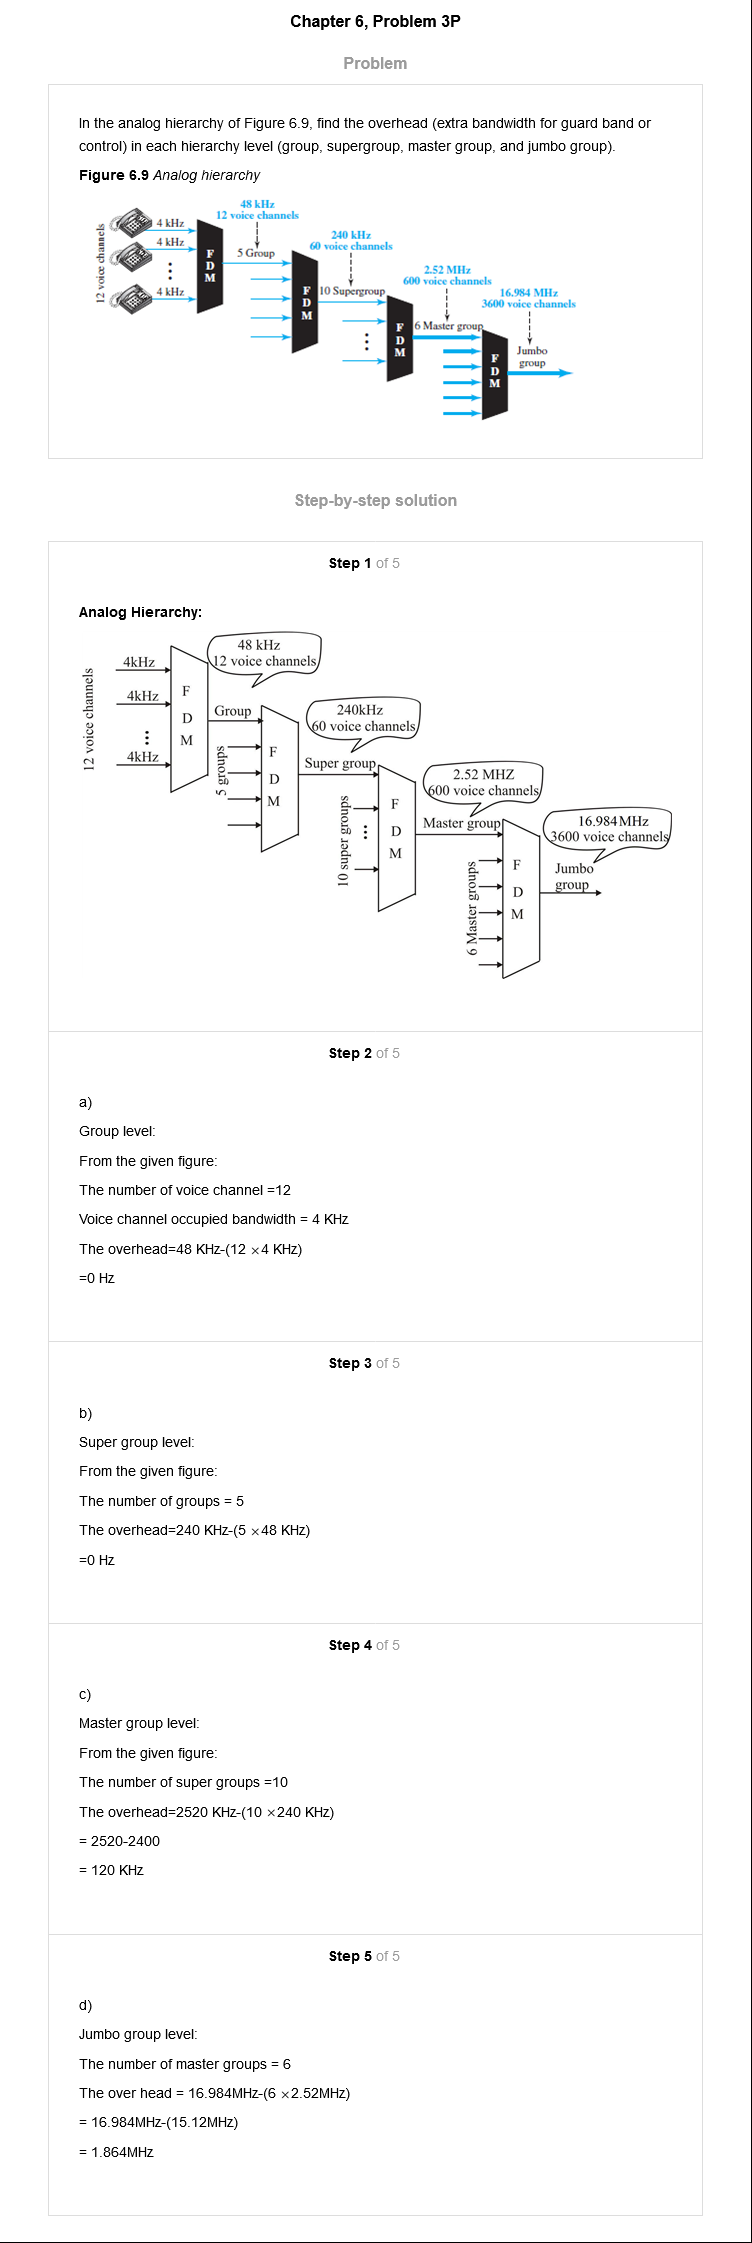 Chapter 6, Problem 3P
Problem
In the analog hierarchy of Figure 6.9, find the overhead (extra bandwidth for guard band or
control) in each hierarchy level (group, supergroup, master group, and jumbo group).
Figure 6.9 Analog hierarchy
12 voice channels
4 kHz
4 kHz
4 kHz
FDM
48 kHz
12 voice channels
5 Group
FDM
240 kHz
60 voice channels
10 Supergroup
FDM
2.52 MHz
600 voice channels
6 Master group
FDM
16.984 MHz
3600 voice channels
Jumbo
group
Step-by-step solution
Step 1 of 5
Analog Hierarchy:
12 voice channels
4kHz
4kHz
4kHz
F
D
M
48 kHz
12 voice channels
Group
5 groups
F
D
M
240kHz
60 voice channels
Super group
10 super groups
F
D
M
2.52 MHZ
600 voice channels
Master group
6 Master groups
F
D
M
16.984MHz
3600 voice channels
Jumbo
group
Step 2 of 5
a)
Group level:
From the given figure:
The number of voice channel =12
Voice channel occupied bandwidth = 4 KHz
The overhead=48 KHz-(12 ×4 KHz)
=0 Hz
Step 3 of 5
b)
Super group level:
From the given figure:
The number of groups = 5
The overhead=240 KHz-(5 ×48 KHz)
=0 Hz
Step 4 of 5
c)
Master group level:
From the given figure:
The number of super groups =10
The overhead=2520 KHz-(10 ×240 KHz)
= 2520-2400
= 120 KHz
Step 5 of 5
d)
Jumbo group level:
The number of master groups = 6
The over head = 16.984MHz-(6 ×2.52MHz)
= 16.984MHz-(15.12MHz)
= 1.864MHz